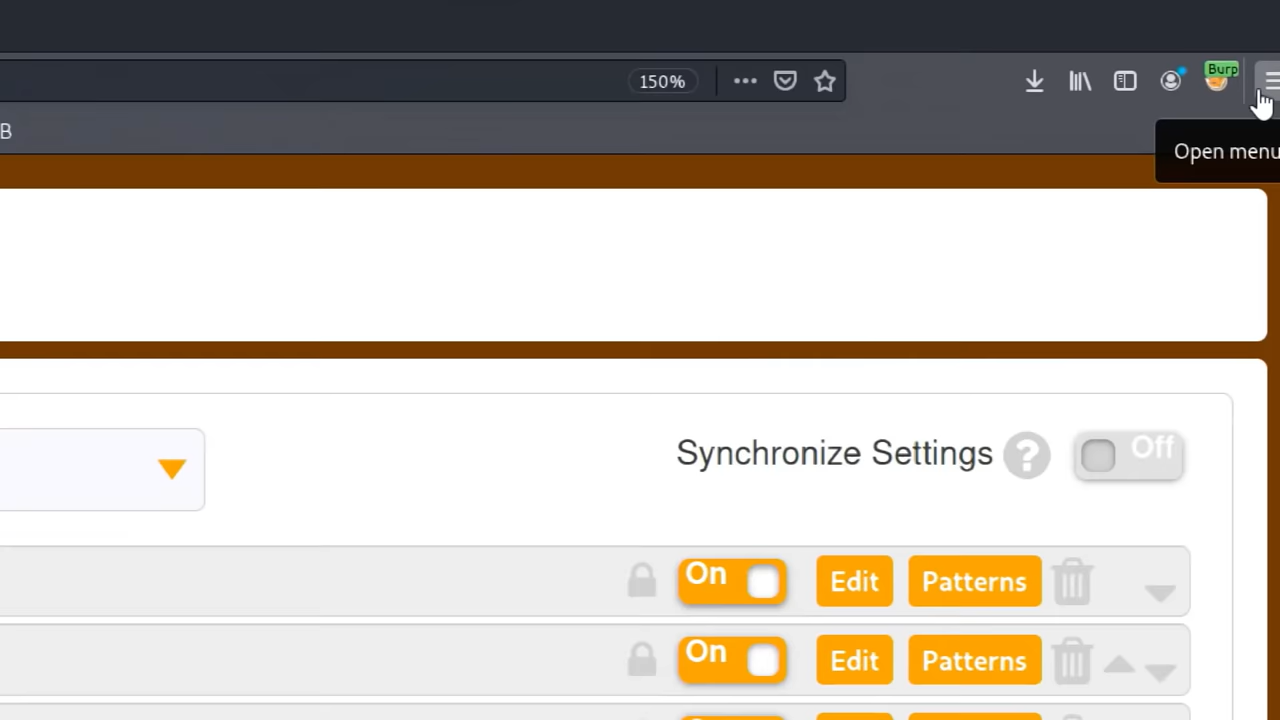 150%
Burp
B
Open menu
Synchronize Settings ? Off
On Edit Patterns
On Edit Patterns